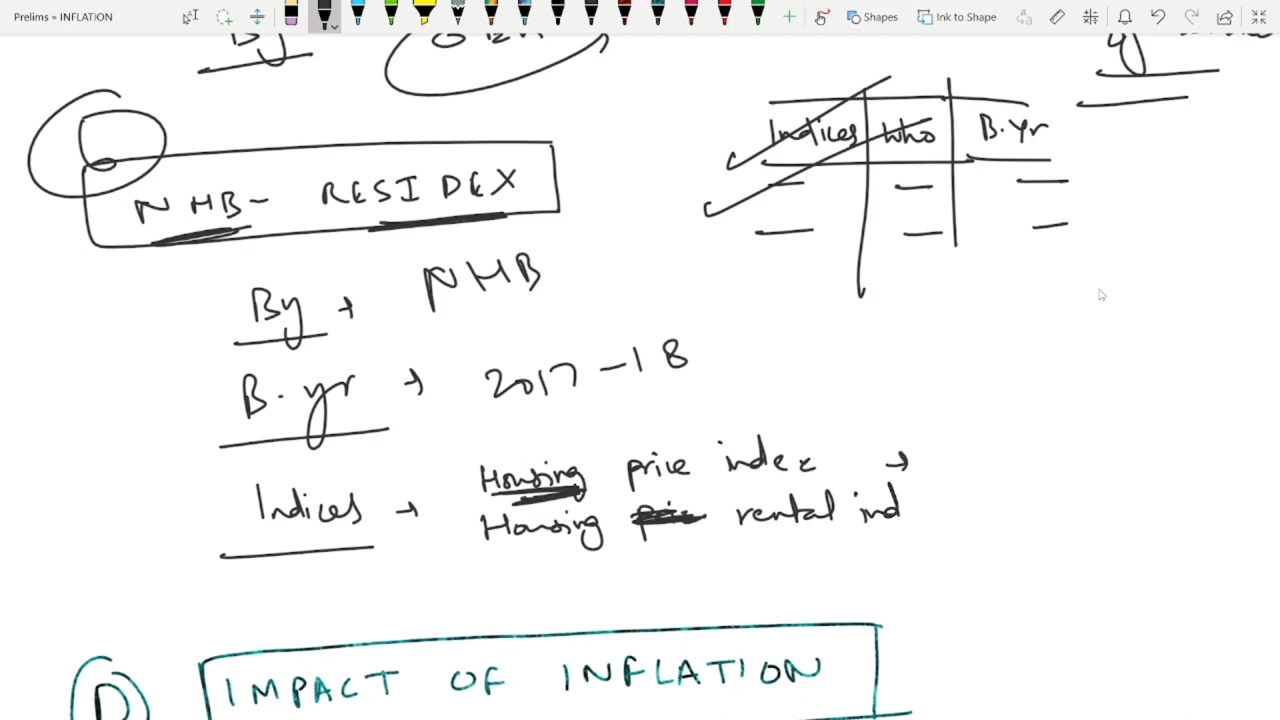 Prelims » INFLATION
Shapes
Ink to Shape
By
Indices Who B.Yr
NHB- RESIDEX
By → NHB
B.yr → 2017-18
Indices → Housing price index →
Housing rental ind
D IMPACT OF INFLATION